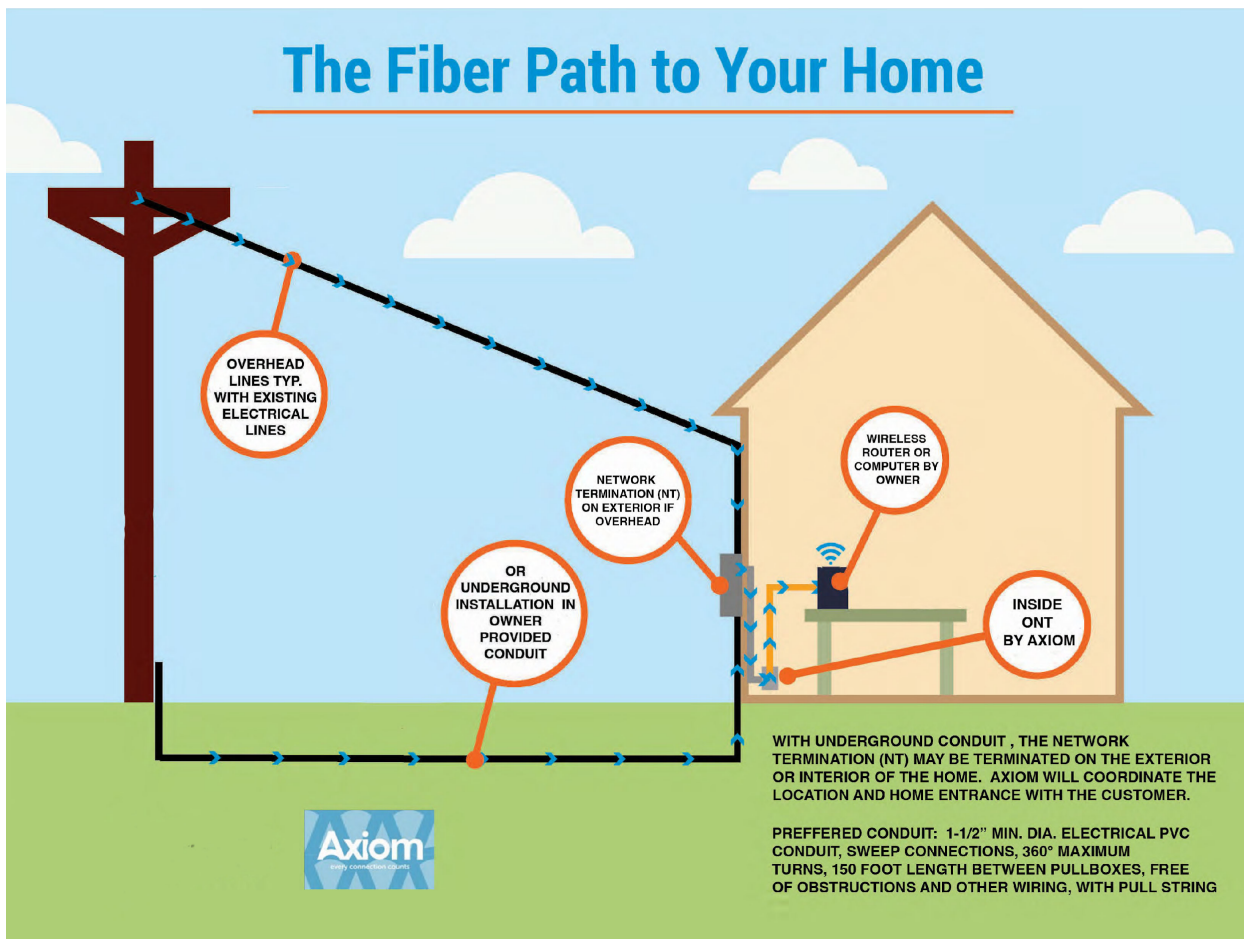 The Fiber Path to Your Home
OVERHEAD
LINES TYP.
WITH EXISTING
ELECTRICAL
LINES
NETWORK
TERMINATION (NT)
ON EXTERIOR IF
OVERHEAD
WIRELESS
ROUTER OR
COMPUTER BY
OWNER
OR
UNDERGROUND
INSTALLATION IN
OWNER
PROVIDED
CONDUIT
INSIDE
ONT
BY AXIOM
WITH UNDERGROUND CONDUIT , THE NETWORK
TERMINATION (NT) MAY BE TERMINATED ON THE EXTERIOR
OR INTERIOR OF THE HOME. AXIOM WILL COORDINATE THE
LOCATION AND HOME ENTRANCE WITH THE CUSTOMER.
PREFFERED CONDUIT: 1-1/2” MIN. DIA. ELECTRICAL PVC
CONDUIT, SWEEP CONNECTIONS, 360° MAXIMUM
TURNS, 150 FOOT LENGTH BETWEEN PULLBOXES, FREE
OF OBSTRUCTIONS AND OTHER WIRING, WITH PULL STRING
Axiom
every connection counts